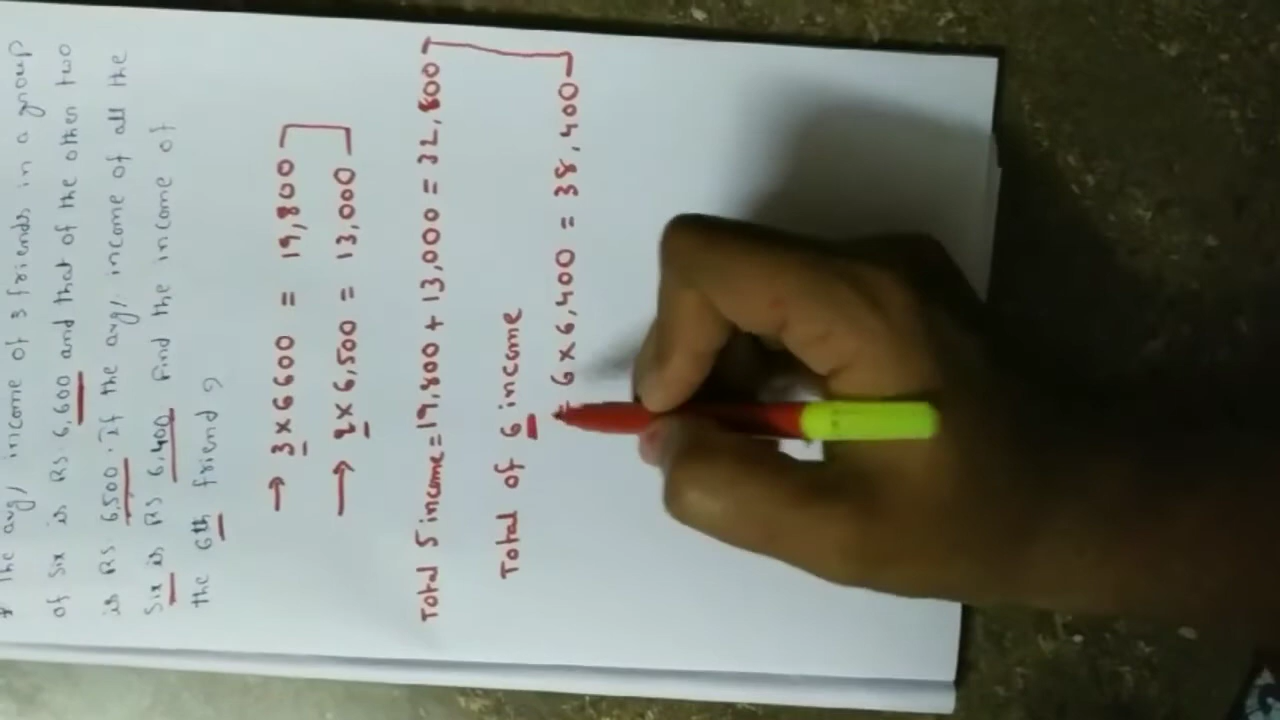 * The avg/ income of 3 friends in a group
of Six is RS 6,600 and that of the other two
is RS 6,500. If the avg/ income of all the
Six is RS 6,400 Find the income of
the 6th friend ?
→ 3 x 6600 = 19,800
→ 2 x 6,500 = 13,000
Total 5 income = 19,800 + 13,000 = 32,800
Total of 6 income
= 6 x 6,400 = 38,400